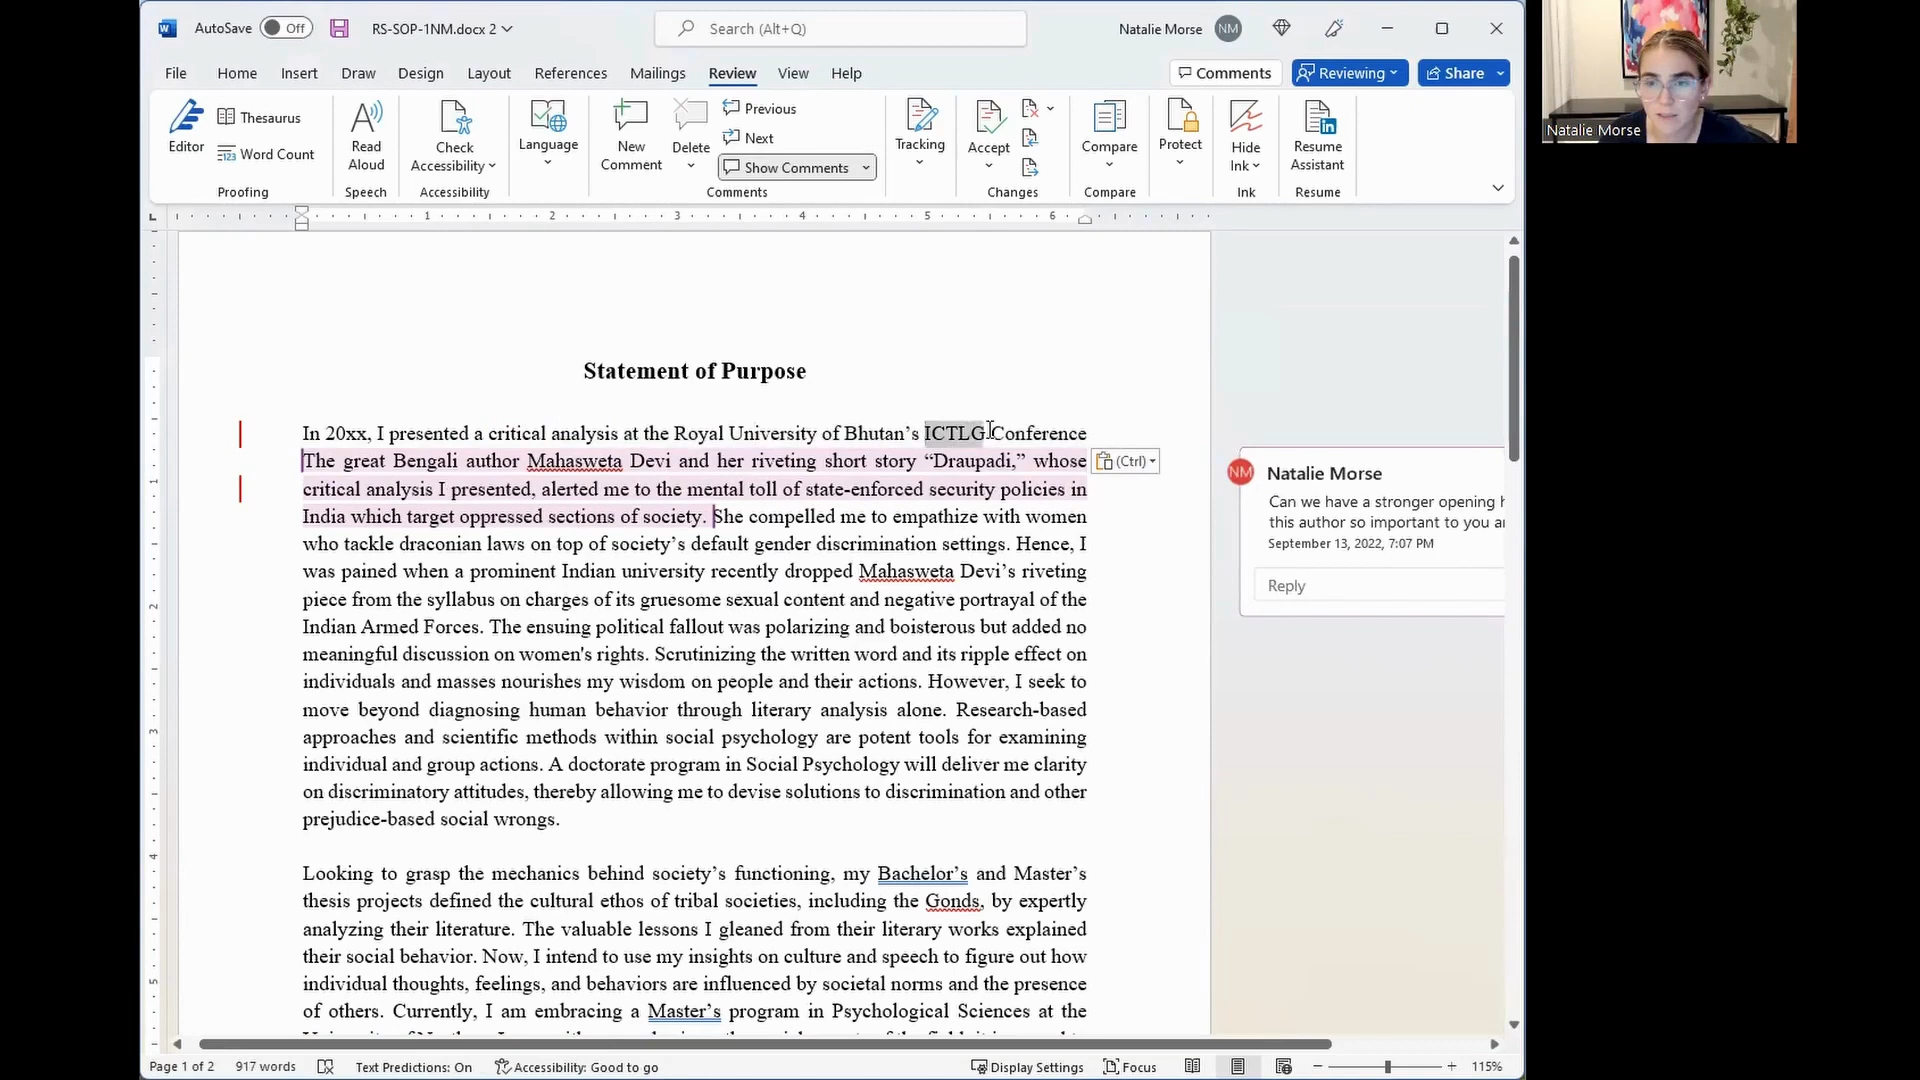 AutoSave Off RS-SOP-1NM.docx 2 Search (Alt+Q) Natalie Morse NM
File Home Insert Draw Design Layout References Mailings Review View Help Comments Reviewing Share
Editor
Thesaurus
Word Count
Proofing
Read Aloud
Speech
Check Accessibility
Accessibility
Language
New Comment
Delete
Previous
Next
Show Comments
Comments
Tracking
Accept
Changes
Compare
Compare
Protect
Hide Ink
Ink
Resume Assistant
Resume
1 2 3 4 5 6
Statement of Purpose
In 20xx, I presented a critical analysis at the Royal University of Bhutan’s ICTLG Conference
The great Bengali author Mahasweta Devi and her riveting short story “Draupadi,” whose
critical analysis I presented, alerted me to the mental toll of state-enforced security policies in
India which target oppressed sections of society. She compelled me to empathize with women
who tackle draconian laws on top of society’s default gender discrimination settings. Hence, I
was pained when a prominent Indian university recently dropped Mahasweta Devi’s riveting
piece from the syllabus on charges of its gruesome sexual content and negative portrayal of the
Indian Armed Forces. The ensuing political fallout was polarizing and boisterous but added no
meaningful discussion on women's rights. Scrutinizing the written word and its ripple effect on
individuals and masses nourishes my wisdom on people and their actions. However, I seek to
move beyond diagnosing human behavior through literary analysis alone. Research-based
approaches and scientific methods within social psychology are potent tools for examining
individual and group actions. A doctorate program in Social Psychology will deliver me clarity
on discriminatory attitudes, thereby allowing me to devise solutions to discrimination and other
prejudice-based social wrongs.
Looking to grasp the mechanics behind society’s functioning, my Bachelor’s and Master’s
thesis projects defined the cultural ethos of tribal societies, including the Gonds, by expertly
analyzing their literature. The valuable lessons I gleaned from their literary works explained
their social behavior. Now, I intend to use my insights on culture and speech to figure out how
individual thoughts, feelings, and behaviors are influenced by societal norms and the presence
of others. Currently, I am embracing a Master’s program in Psychological Sciences at the
(Ctrl)
NM Natalie Morse
Can we have a stronger opening
this author so important to you
September 13, 2022, 7:07 PM
Reply
1
2
3
4
5
Page 1 of 2 917 words Text Predictions: On Accessibility: Good to go Display Settings Focus 115%
Natalie Morse